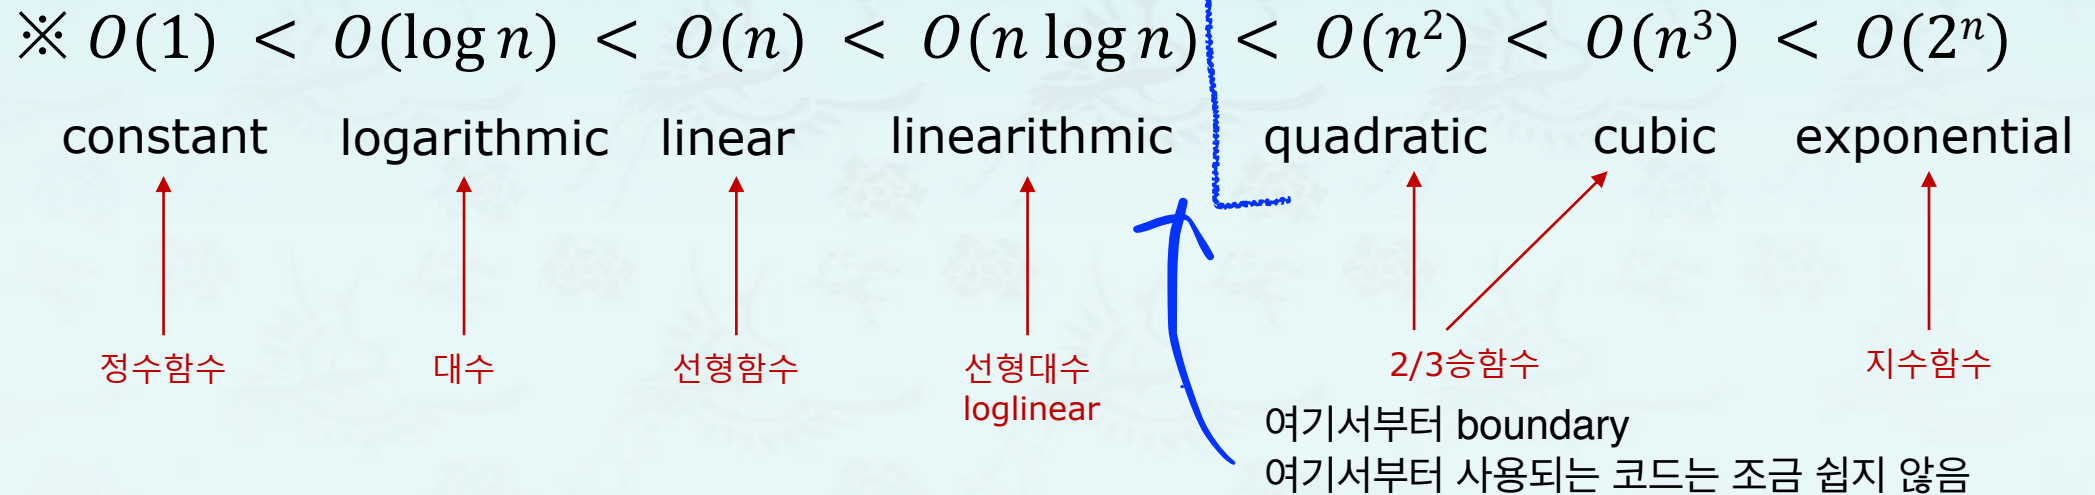 ※ O(1) < O(log n) < O(n) < O(n log n) < O(n²) < O(n³) < O(2ⁿ)
constant logarithmic linear linearithmic quadratic cubic exponential
정수함수 대수 선형함수 선형대수 2/3승함수 지수함수
loglinear
여기서부터 boundary
여기서부터 사용되는 코드는 조금 쉽지 않음